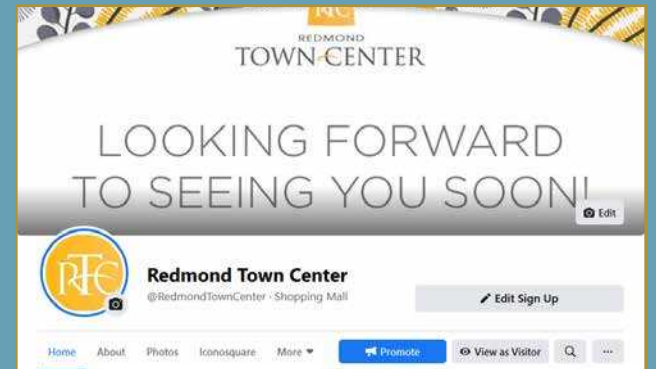 RTC
REDMOND
TOWN CENTER
LOOKING FORWARD
TO SEEING YOU SOON!
Edit
RTC
Redmond Town Center
@RedmondTownCenter · Shopping Mall
Edit Sign Up
Home About Photos Iconosquare More
Promote View as Visitor ...